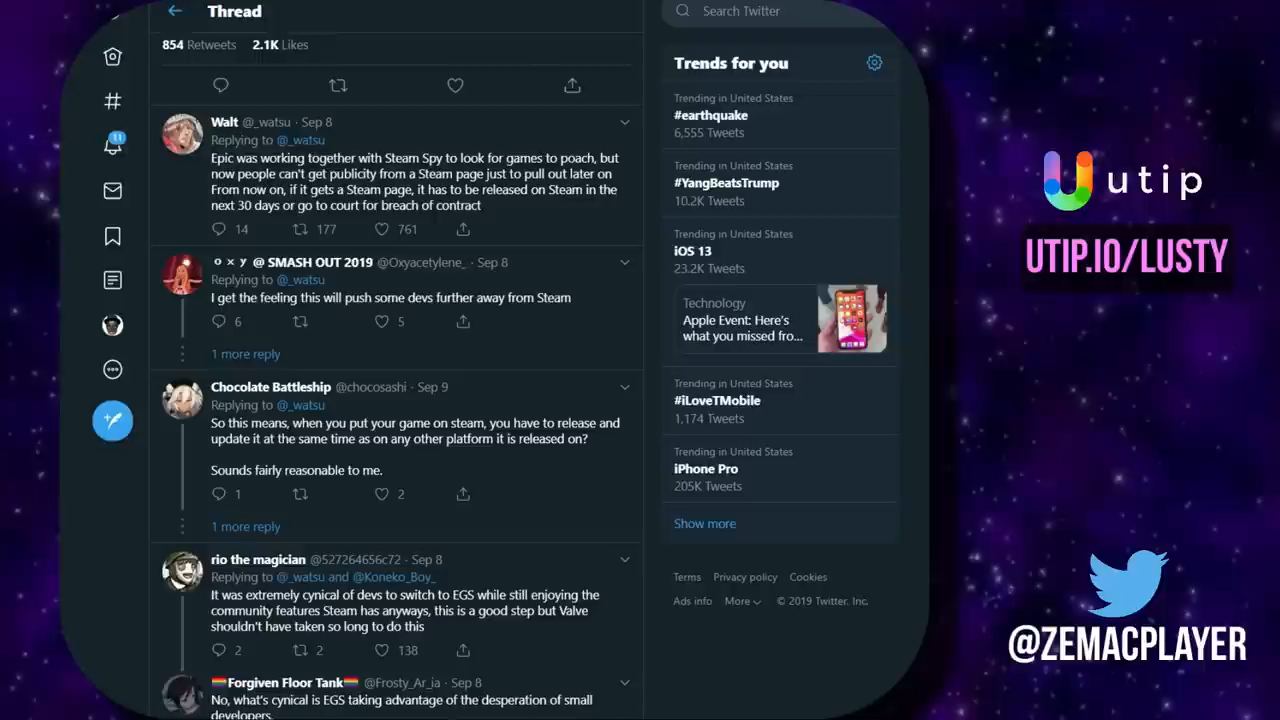 Thread
Search Twitter
854 Retweets 2.1K Likes
Walt @_watsu · Sep 8
Replying to @_watsu
Epic was working together with Steam Spy to look for games to poach, but
now people can't get publicity from a Steam page just to pull out later on
From now on, if it gets a Steam page, it has to be released on Steam in the
next 30 days or go to court for breach of contract
14 177 761
o x y @ SMASH OUT 2019 @Oxyacetylene_ · Sep 8
Replying to @_watsu
I get the feeling this will push some devs further away from Steam
6 5
1 more reply
Chocolate Battleship @chocosashi · Sep 9
Replying to @_watsu
So this means, when you put your game on steam, you have to release and
update it at the same time as on any other platform it is released on?
Sounds fairly reasonable to me.
1 2
1 more reply
rio the magician @527264656c72 · Sep 8
Replying to @_watsu and @Koneko_Boy_
It was extremely cynical of devs to switch to EGS while still enjoying the
community features Steam has anyways, this is a good step but Valve
shouldn't have taken so long to do this
2 2 138
Forgiven Floor Tank @Frosty_Ar_ia · Sep 8
No, what's cynical is EGS taking advantage of the desperation of small
developers.
11
Trends for you
Trending in United States
#earthquake
6,555 Tweets
Trending in United States
#YangBeatsTrump
10.2K Tweets
Trending in United States
iOS 13
23.2K Tweets
Technology
Apple Event: Here's
what you missed fro...
Trending in United States
#iLoveTMobile
1,174 Tweets
Trending in United States
iPhone Pro
205K Tweets
Show more
Terms Privacy policy Cookies
Ads info More © 2019 Twitter, Inc.
utip
UTIP.IO/LUSTY
@ZEMACPLAYER